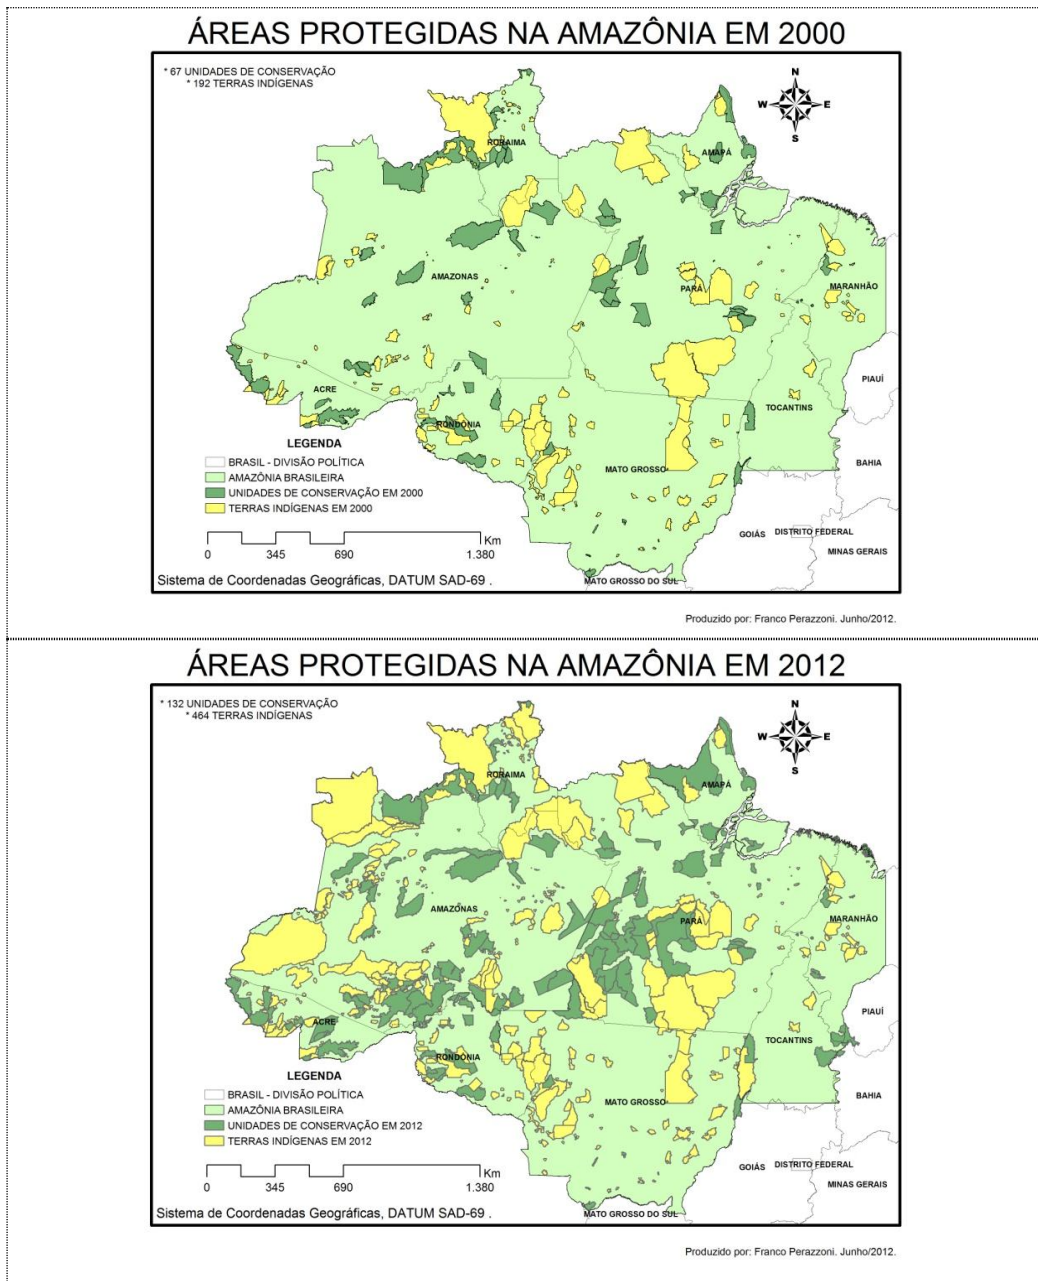 ÁREAS PROTEGIDAS NA AMAZÔNIA EM 2000
* 67 UNIDADES DE CONSERVAÇÃO
* 192 TERRAS INDÍGENAS
N
W E
S
RORAIMA
AMAPÁ
AMAZONAS
PARÁ
MARANHÃO
PIAUÍ
ACRE
TOCANTINS
RONDÔNIA
MATO GROSSO
BAHIA
GOIÁS
DISTRITO FEDERAL
MINAS GERAIS
MATO GROSSO DO SUL
LEGENDA
BRASIL - DIVISÃO POLÍTICA
AMAZÔNIA BRASILEIRA
UNIDADES DE CONSERVAÇÃO EM 2000
TERRAS INDÍGENAS EM 2000
Km
0 345 690 1.380
Sistema de Coordenadas Geográficas, DATUM SAD-69 .
Produzido por: Franco Perazzoni. Junho/2012.
ÁREAS PROTEGIDAS NA AMAZÔNIA EM 2012
* 132 UNIDADES DE CONSERVAÇÃO
* 464 TERRAS INDÍGENAS
N
W E
S
RORAIMA
AMAPÁ
AMAZONAS
PARÁ
MARANHÃO
PIAUÍ
ACRE
TOCANTINS
RONDÔNIA
MATO GROSSO
BAHIA
GOIÁS
DISTRITO FEDERAL
MINAS GERAIS
MATO GROSSO DO SUL
LEGENDA
BRASIL - DIVISÃO POLÍTICA
AMAZÔNIA BRASILEIRA
UNIDADES DE CONSERVAÇÃO EM 2012
TERRAS INDÍGENAS EM 2012
Km
0 345 690 1.380
Sistema de Coordenadas Geográficas, DATUM SAD-69 .
Produzido por: Franco Perazzoni. Junho/2012.